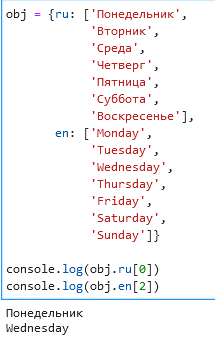 obj = {ru: ['Понедельник',
'Вторник',
'Среда',
'Четверг',
'Пятница',
'Суббота',
'Воскресенье'],
en: ['Monday',
'Tuesday',
'Wednesday',
'Thursday',
'Friday',
'Saturday',
'Sunday']}
console.log(obj.ru[0])
console.log(obj.en[2])
Понедельник
Wednesday